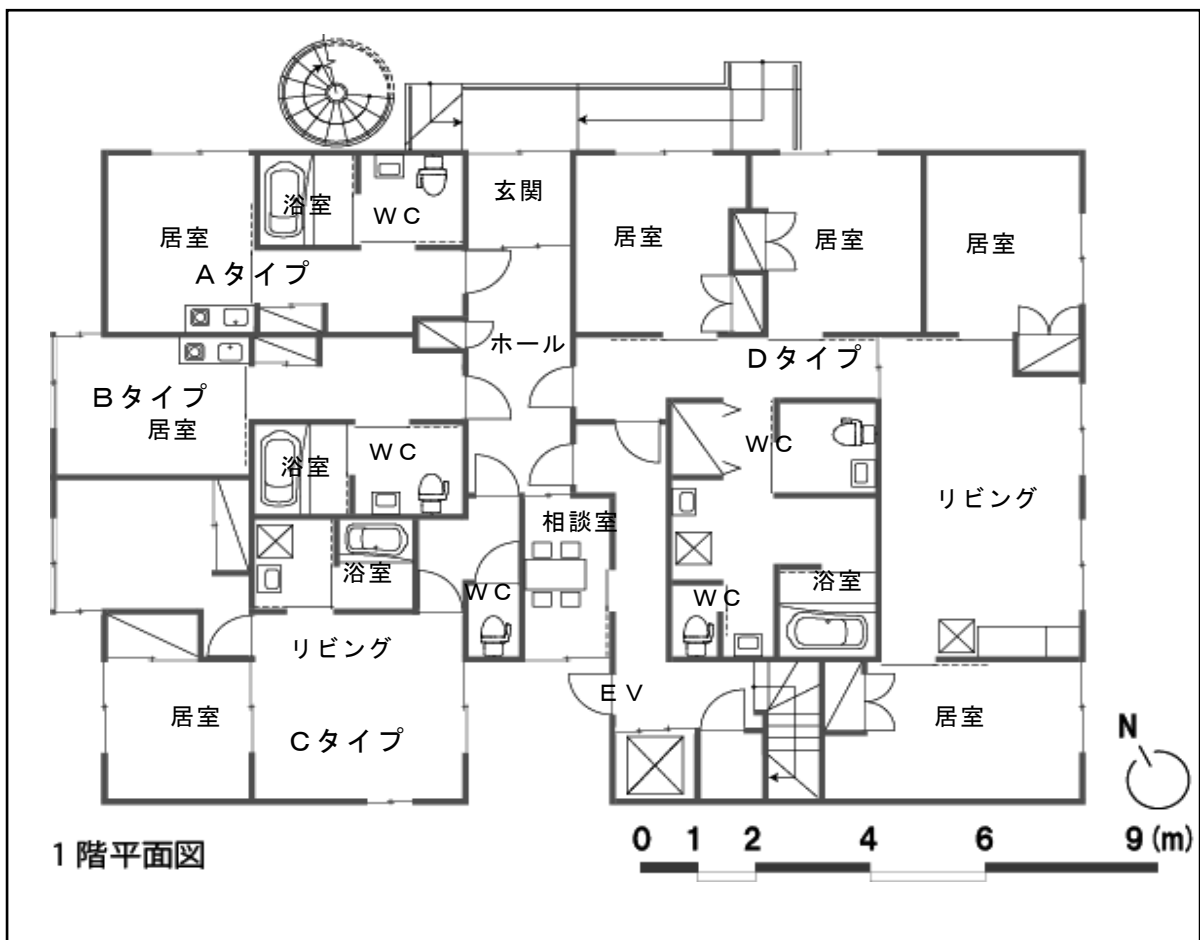 玄関
浴室
WC
居室
Aタイプ
居室
居室
居室
ホール
Dタイプ
Bタイプ
居室
浴室
WC
WC
リビング
相談室
浴室
WC
WC
浴室
リビング
居室
Cタイプ
EV
居室
N
1階平面図
0 1 2 4 6 9(m)